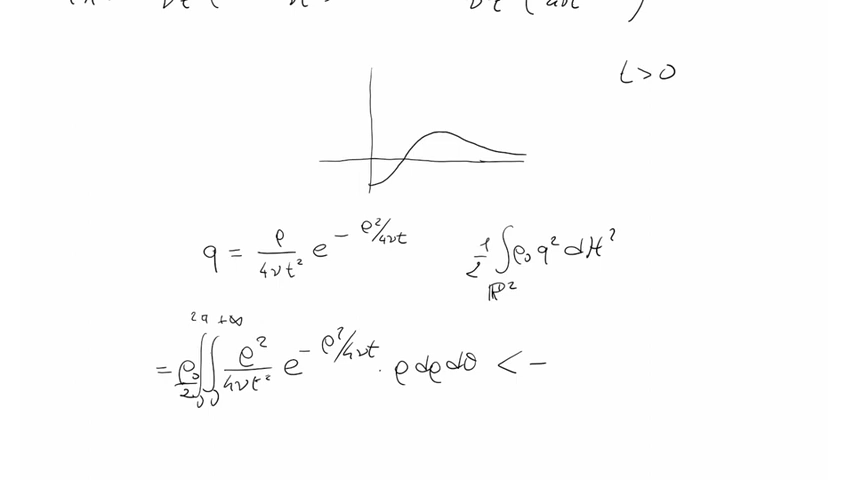 t > 0
q = ρ/4νt² e^{-ρ²/4νt} 1/2 ∫_{ℝ²} ρ₀ q² dH²
= ρ₀/2 ∫₀^{2π} ∫₀^{+∞} ρ²/4νt² e^{-ρ²/4νt} · ρ dρ dθ < -